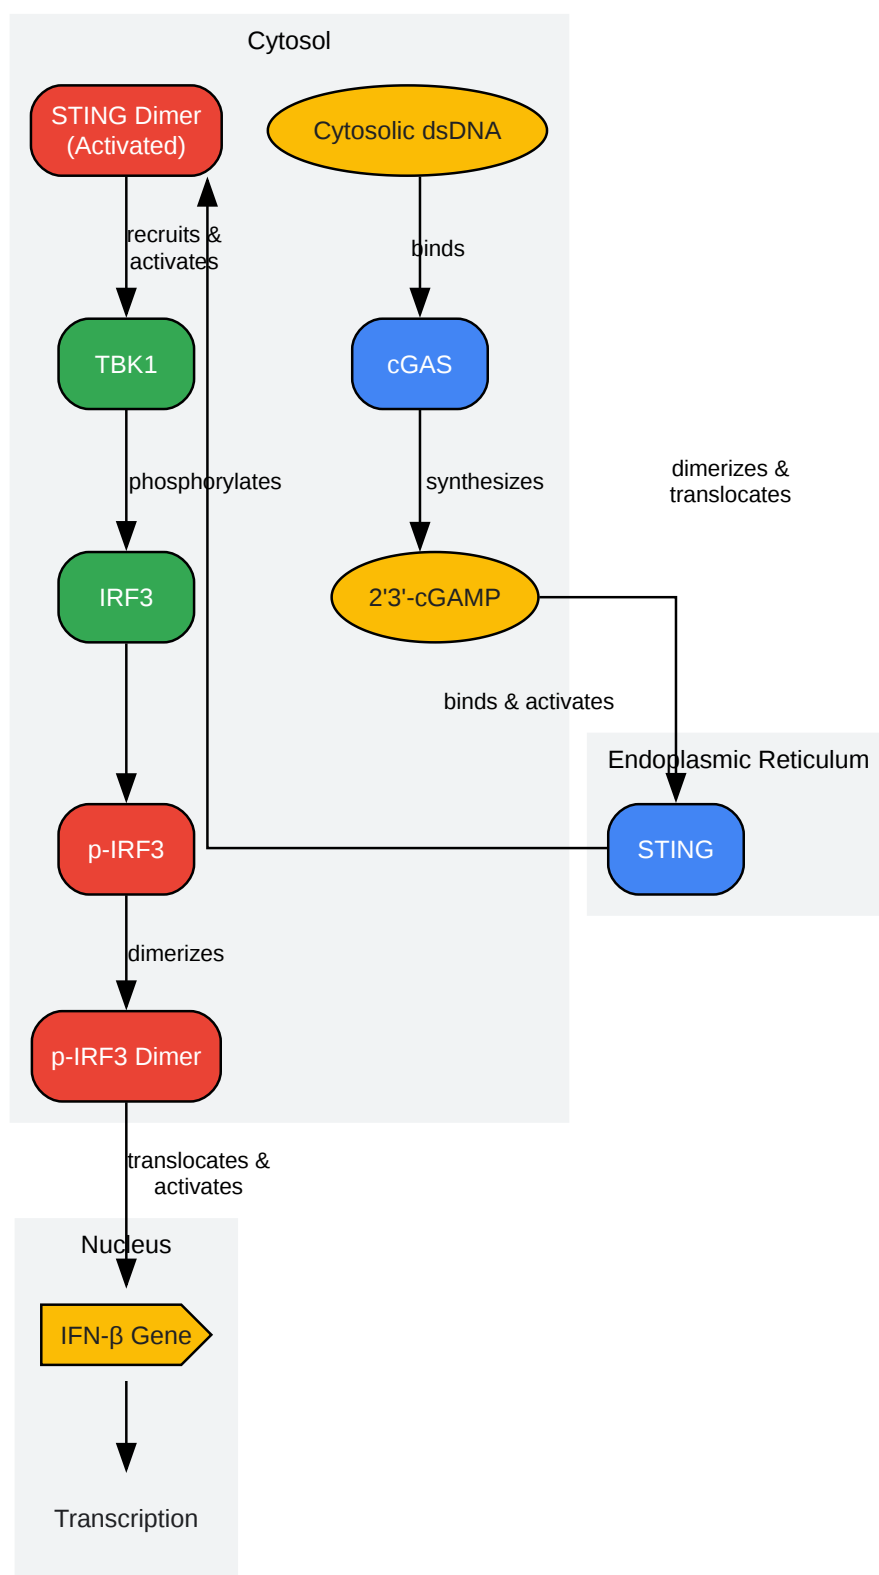 Cytosol
STING Dimer
(Activated)
Cytosolic dsDNA
recruits &
activates
binds
TBK1
cGAS
dimerizes &
translocates
phosphorylates
synthesizes
IRF3
2'3'-cGAMP
binds & activates
Endoplasmic Reticulum
p-IRF3
STING
dimerizes
p-IRF3 Dimer
translocates &
activates
Nucleus
IFN-β Gene
Transcription